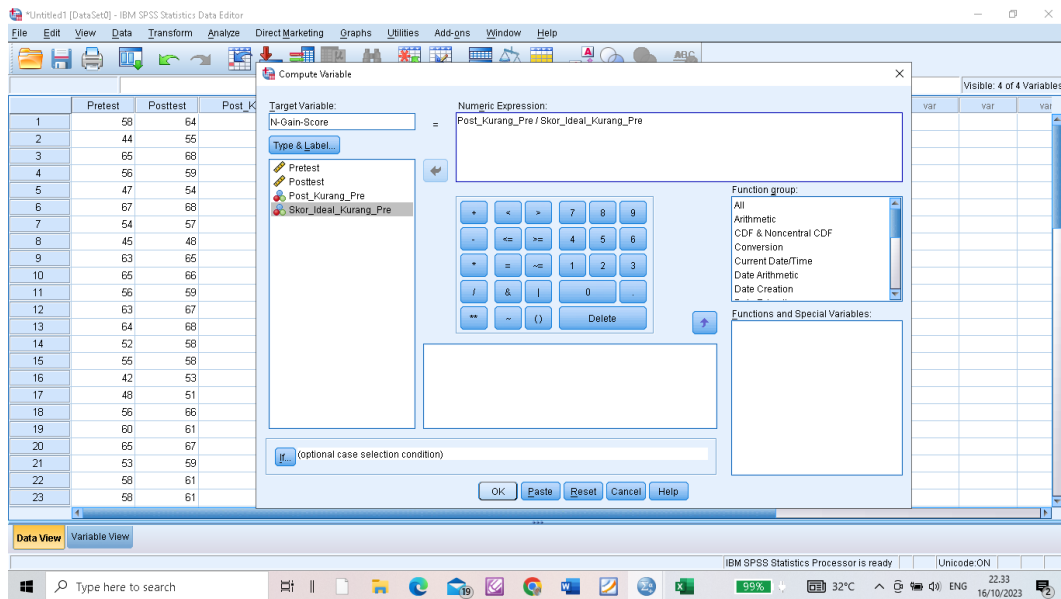 *Untitled1 [DataSet0] - IBM SPSS Statistics Data Editor
File Edit View Data Transform Analyze Direct Marketing Graphs Utilities Add-ons Window Help
Compute Variable
Visible: 4 of 4 Variables
Pretest Posttest Post_K var var var
1 58 64
2 44 55
3 65 68
4 56 59
5 47 54
6 67 68
7 54 57
8 45 48
9 63 65
10 65 66
11 56 59
12 63 67
13 64 68
14 52 58
15 55 58
16 42 53
17 48 51
18 56 66
19 60 61
20 65 67
21 53 59
22 58 61
23 58 61
Target Variable:
N-Gain-Score
=
Type & Label...
Pretest
Posttest
Post_Kurang_Pre
Skor_Ideal_Kurang_Pre
Numeric Expression:
Post_Kurang_Pre / Skor_Ideal_Kurang_Pre
+ < > 7 8 9
- <= >= 4 5 6
* = ~= 1 2 3
/ & | 0 .
** ~ ( ) Delete
Function group:
All
Arithmetic
CDF & Noncentral CDF
Conversion
Current Date/Time
Date Arithmetic
Date Creation
Functions and Special Variables:
If... (optional case selection condition)
OK Paste Reset Cancel Help
Data View Variable View
IBM SPSS Statistics Processor is ready Unicode:ON
Type here to search
19
99% 32°C ENG 22.33
16/10/2023
2